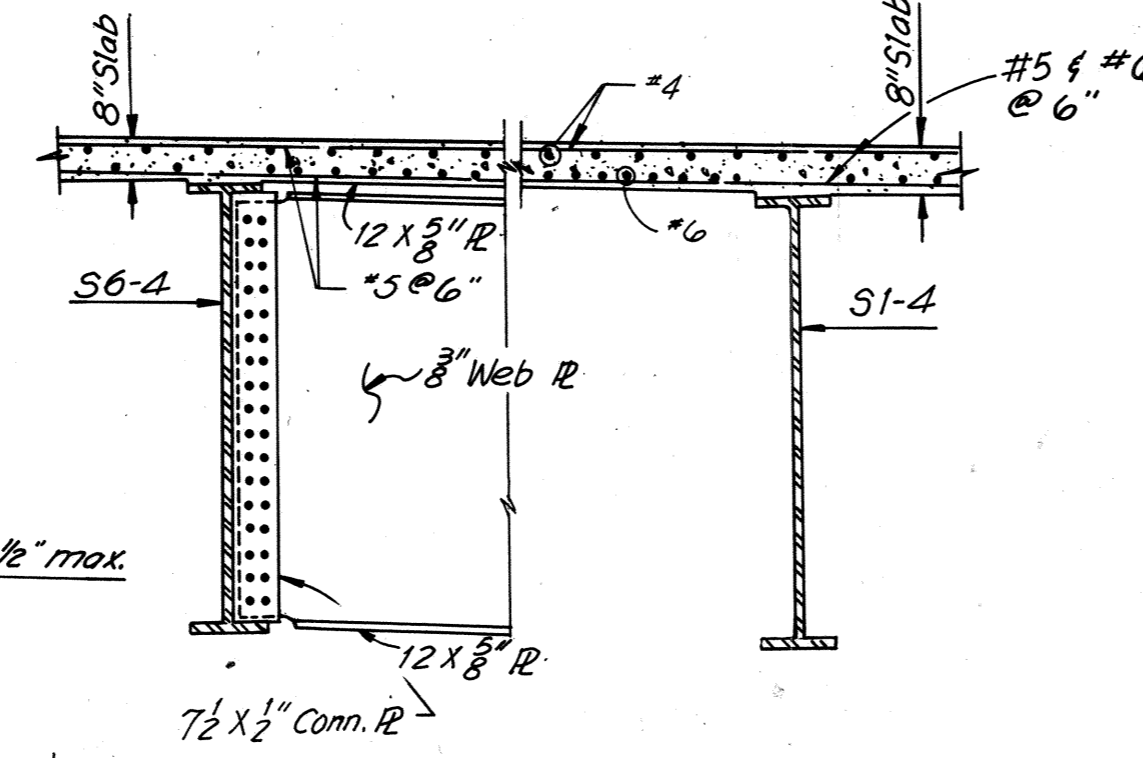 8" Slab
#4
8" Slab
#5 & #6
@ 6"
12 X 5/8" PL
#6
#5 @ 6"
S6-4
S1-4
3/8" Web PL
1/2" max.
12 X 5/8" PL
7 1/2 X 1/2" Conn. PL